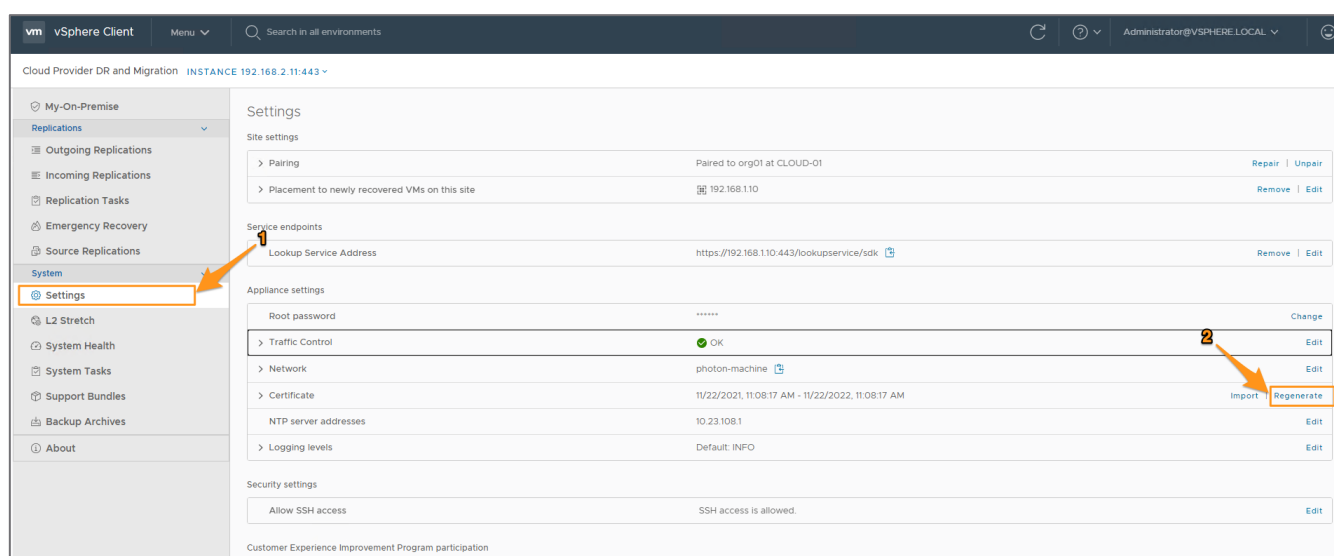 vm vSphere Client Menu Search in all environments Administrator@VSPHERE.LOCAL
Cloud Provider DR and Migration INSTANCE 192.168.2.11:443
My-On-Premise
Replications
Outgoing Replications
Incoming Replications
Replication Tasks
Emergency Recovery
Source Replications
System
Settings
L2 Stretch
System Health
System Tasks
Support Bundles
Backup Archives
About
Settings
Site settings
Pairing Paired to org01 at CLOUD-01 Repair | Unpair
Placement to newly recovered VMs on this site 192.168.1.10 Remove | Edit
Service endpoints
1
Lookup Service Address https://192.168.1.10:443/lookupservice/sdk Remove | Edit
Appliance settings
Root password ****** Change
2
Traffic Control OK Edit
Network photon-machine Edit
Certificate 11/22/2021, 11:08:17 AM - 11/22/2022, 11:08:17 AM Import | Regenerate
NTP server addresses 10.23.108.1 Edit
Logging levels Default: INFO Edit
Security settings
Allow SSH access SSH access is allowed. Edit
Customer Experience Improvement Program participation